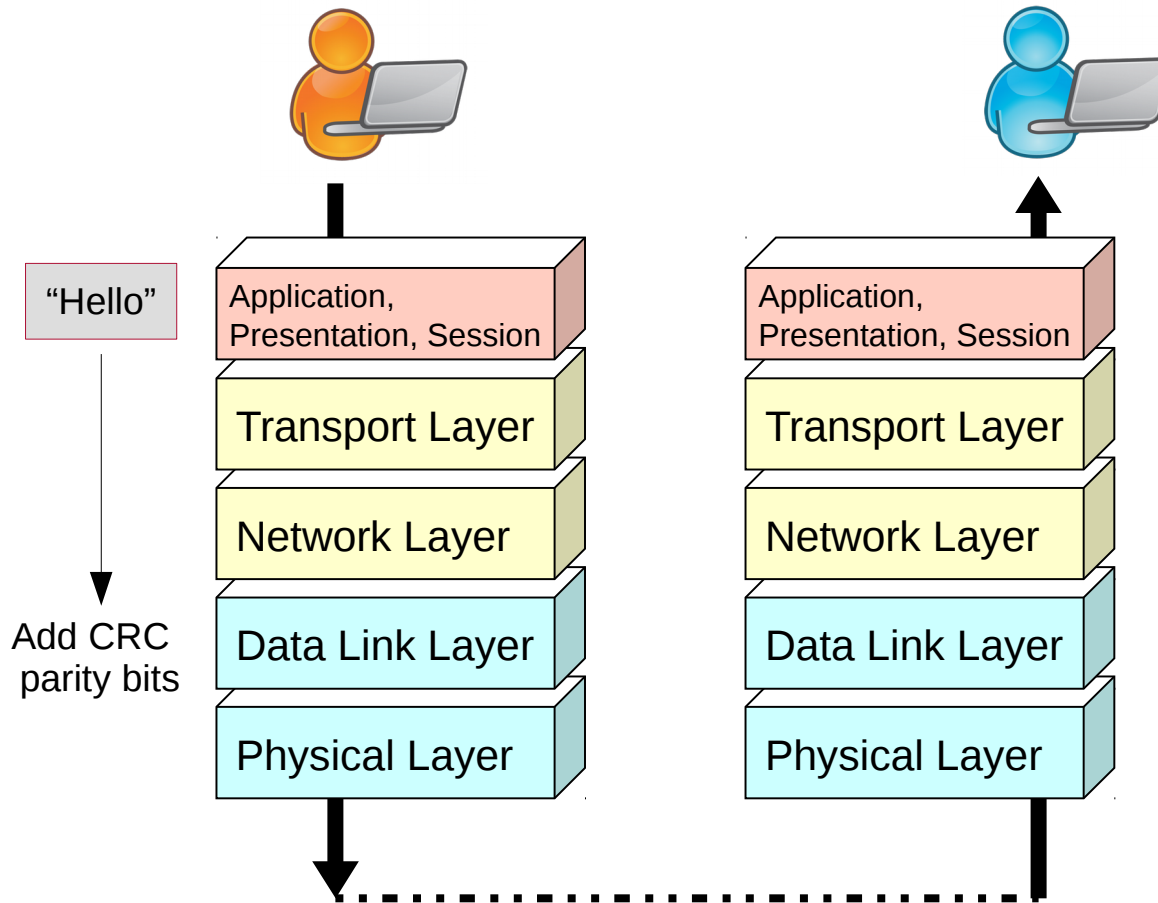 “Hello”
Add CRC
parity bits
Application,
Presentation, Session
Transport Layer
Network Layer
Data Link Layer
Physical Layer
Application,
Presentation, Session
Transport Layer
Network Layer
Data Link Layer
Physical Layer